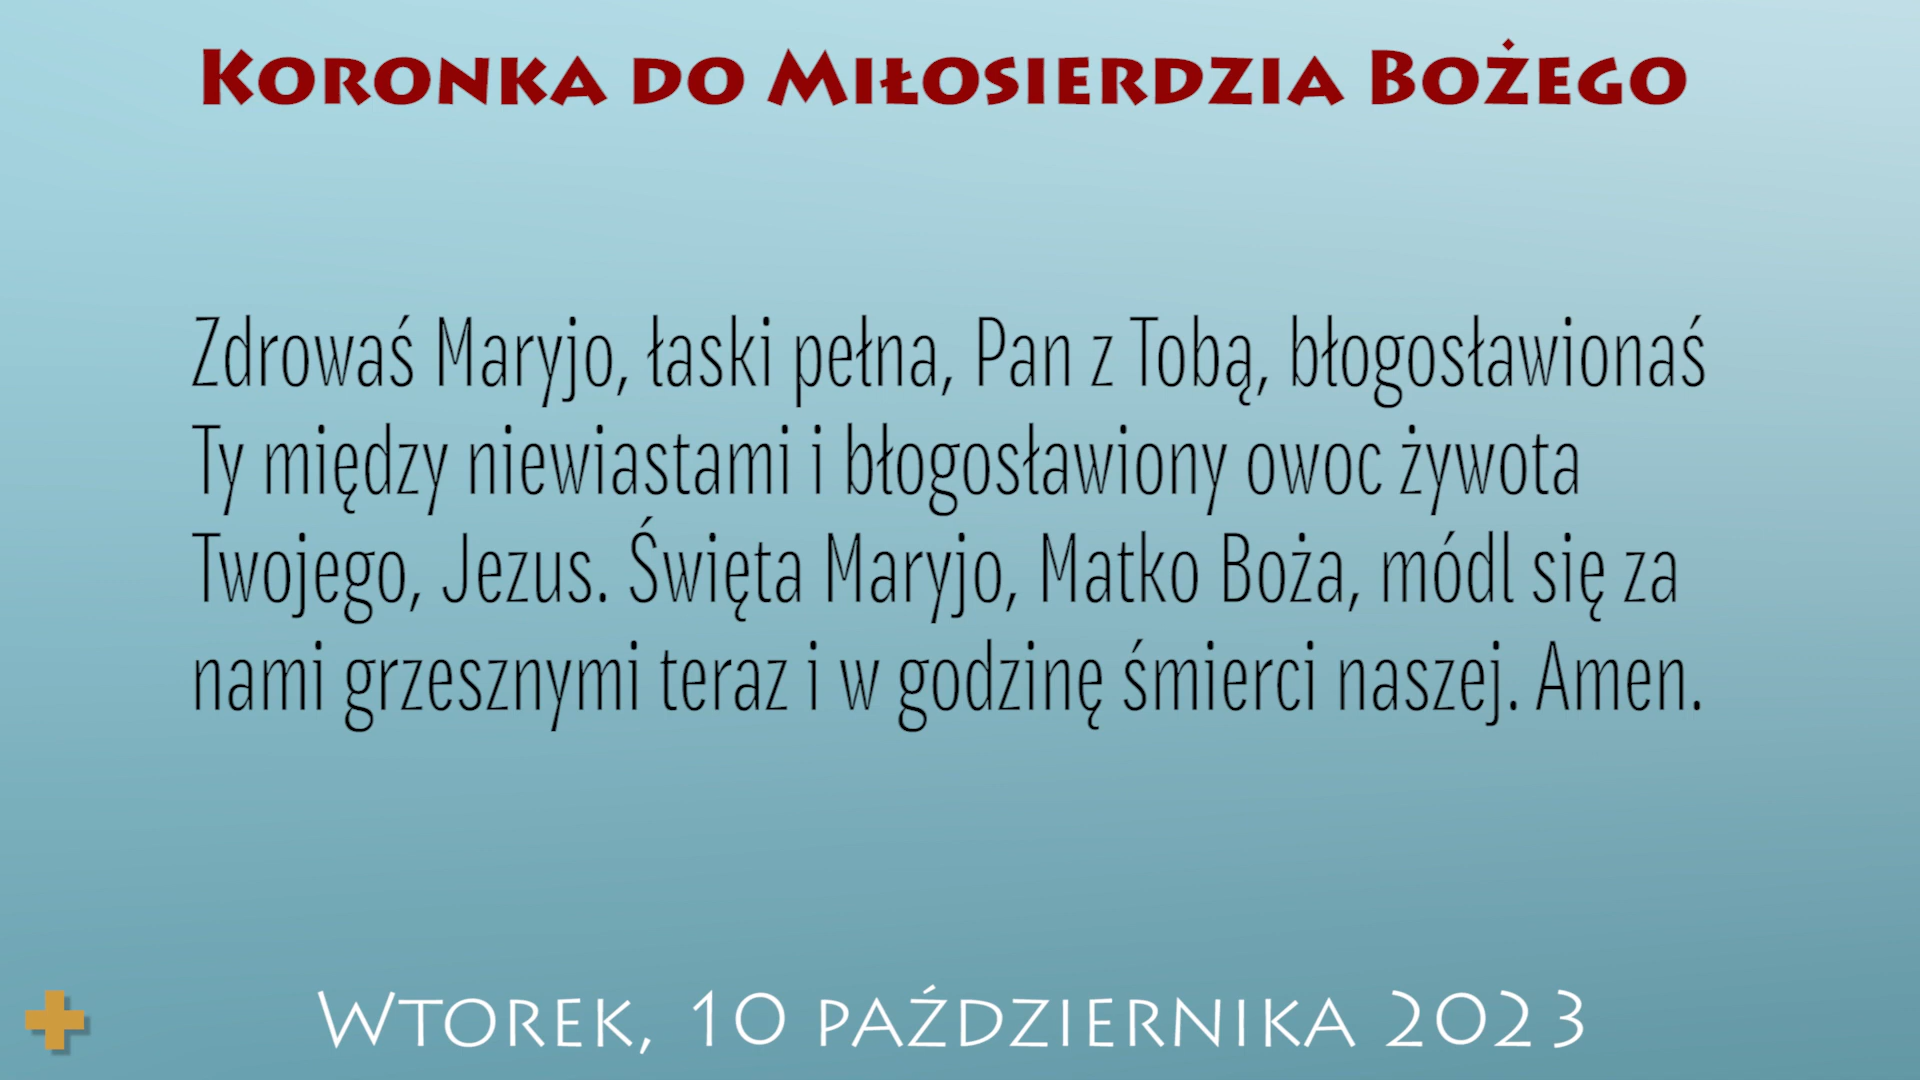 Koronka do Miłosierdzia Bożego
Zdrowaś Maryjo, łaski pełna, Pan z Tobą, błogosławionaś
Ty między niewiastami i błogosławiony owoc żywota
Twojego, Jezus. Święta Maryjo, Matko Boża, módl się za
nami grzesznymi teraz i w godzinę śmierci naszej. Amen.
Wtorek, 10 października 2023